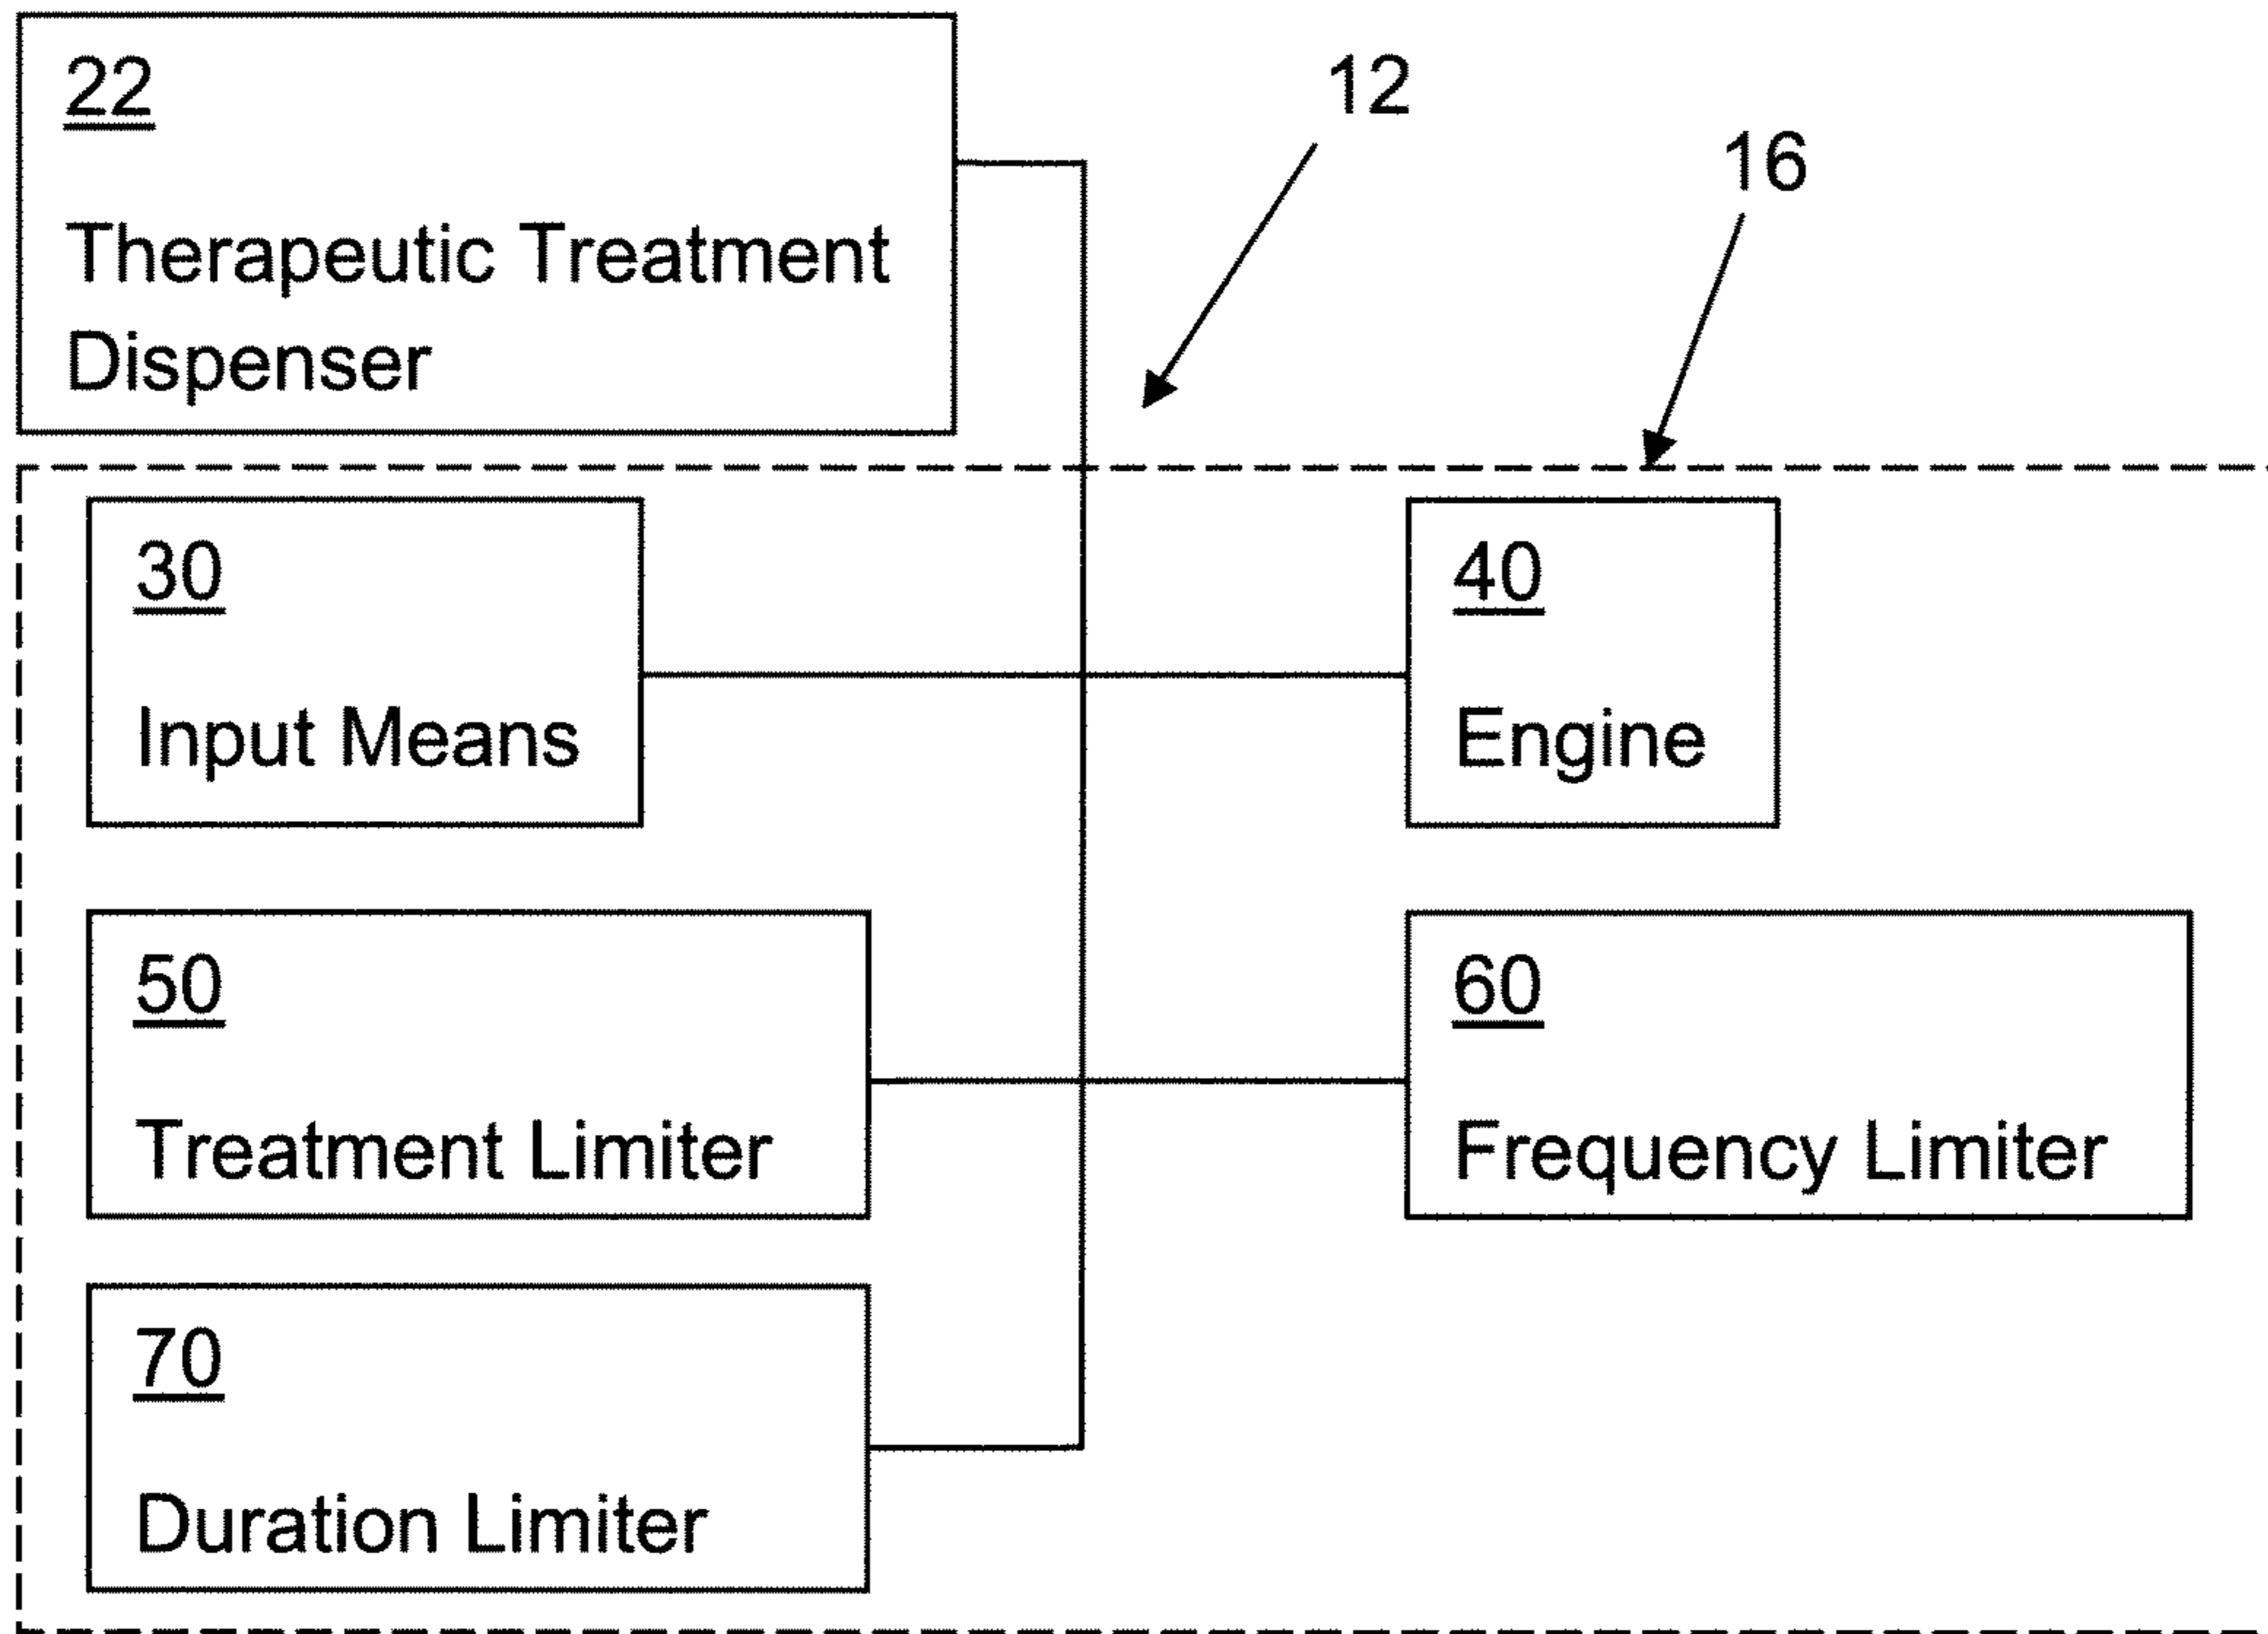 22
Therapeutic Treatment
Dispenser
12
16
30
Input Means
40
Engine
50
Treatment Limiter
60
Frequency Limiter
70
Duration Limiter